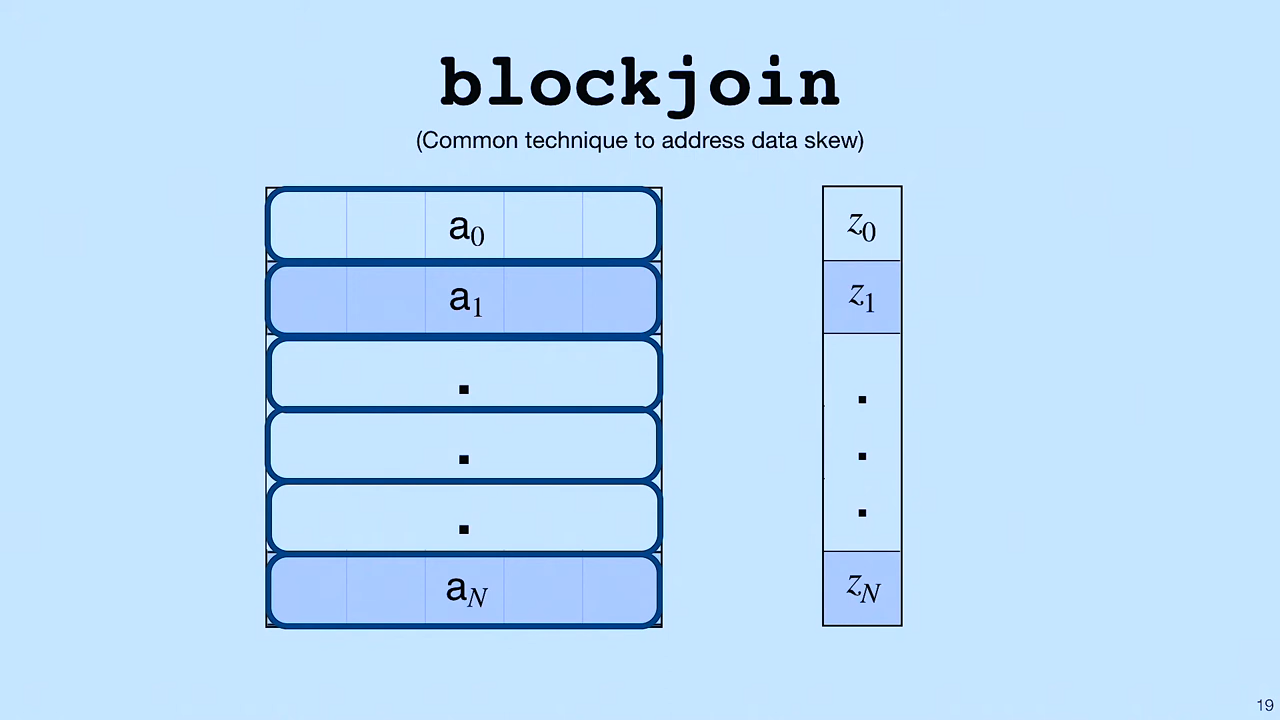 blockjoin
(Common technique to address data skew)
a0 z0
a1 z1
. .
. .
. .
aN zN
19